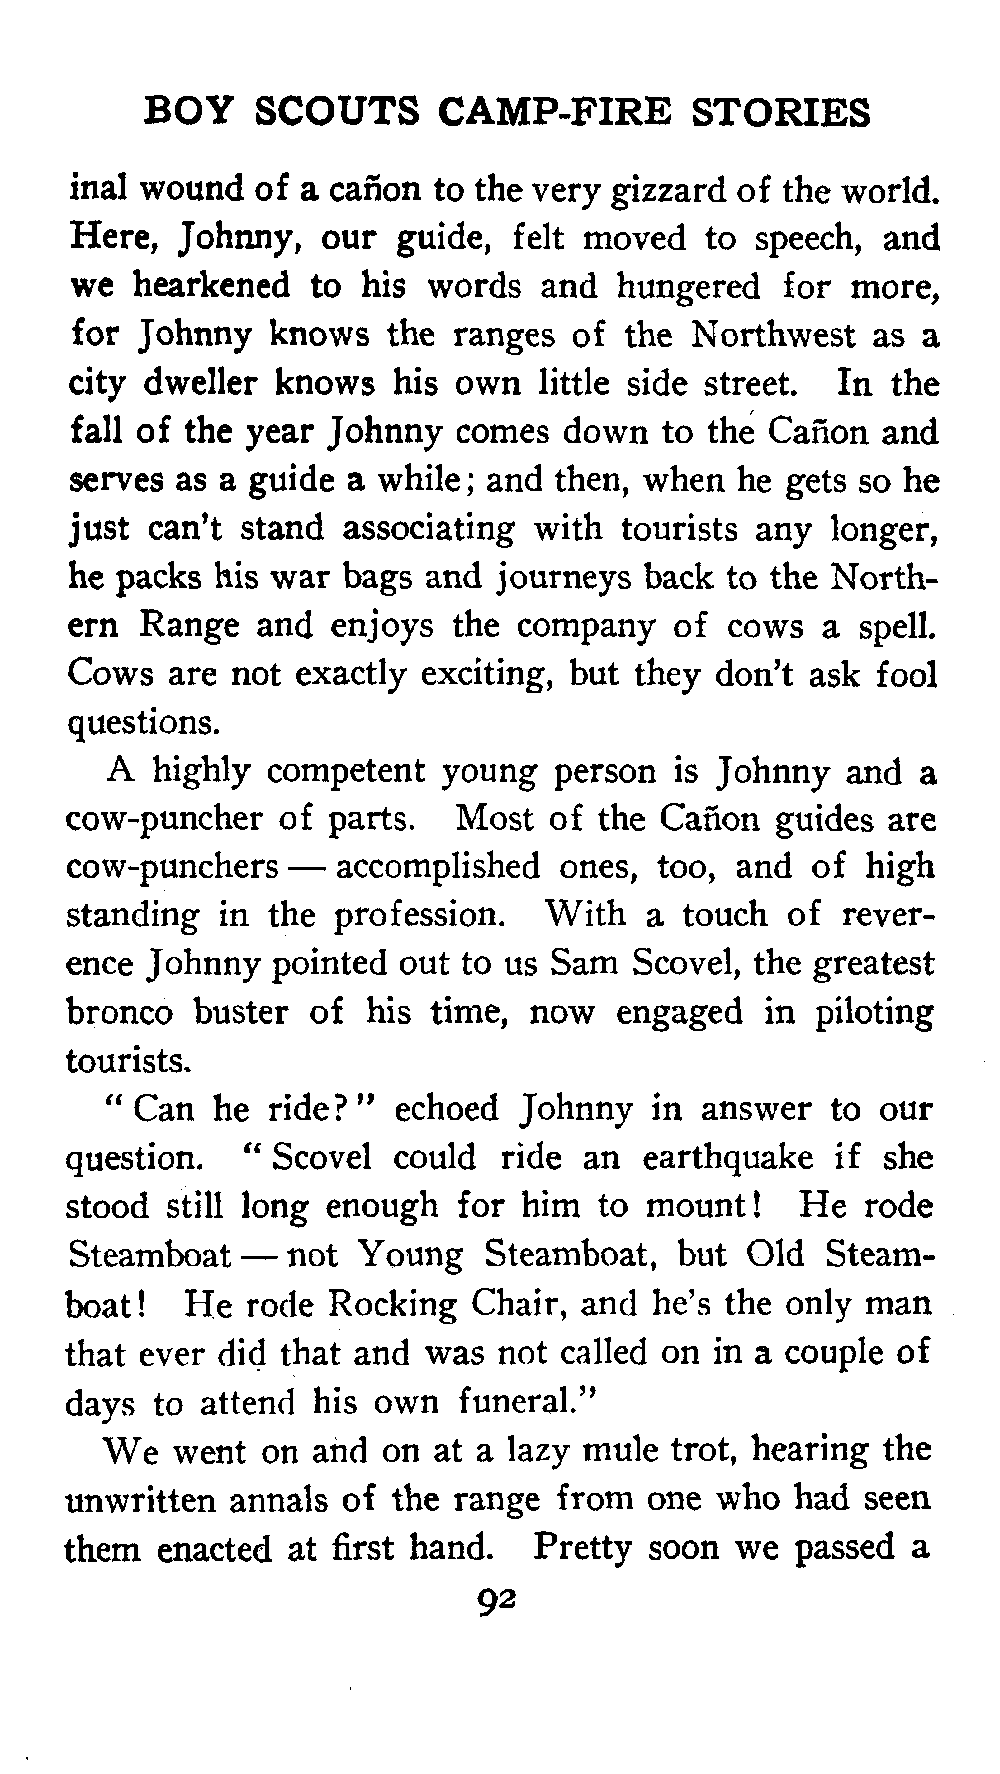 BOY SCOUTS CAMP-FIRE STORIES
inal wound of a cañon to the very gizzard of the world.
Here, Johnny, our guide, felt moved to speech, and
we hearkened to his words and hungered for more,
for Johnny knows the ranges of the Northwest as a
city dweller knows his own little side street. In the
fall of the year Johnny comes down to the Cañon and
serves as a guide a while; and then, when he gets so he
just can't stand associating with tourists any longer,
he packs his war bags and journeys back to the North-
ern Range and enjoys the company of cows a spell.
Cows are not exactly exciting, but they don't ask fool
questions.
A highly competent young person is Johnny and a
cow-puncher of parts. Most of the Cañon guides are
cow-punchers — accomplished ones, too, and of high
standing in the profession. With a touch of rever-
ence Johnny pointed out to us Sam Scovel, the greatest
bronco buster of his time, now engaged in piloting
tourists.
" Can he ride? " echoed Johnny in answer to our
question. " Scovel could ride an earthquake if she
stood still long enough for him to mount! He rode
Steamboat — not Young Steamboat, but Old Steam-
boat! He rode Rocking Chair, and he's the only man
that ever did that and was not called on in a couple of
days to attend his own funeral."
We went on and on at a lazy mule trot, hearing the
unwritten annals of the range from one who had seen
them enacted at first hand. Pretty soon we passed a
92